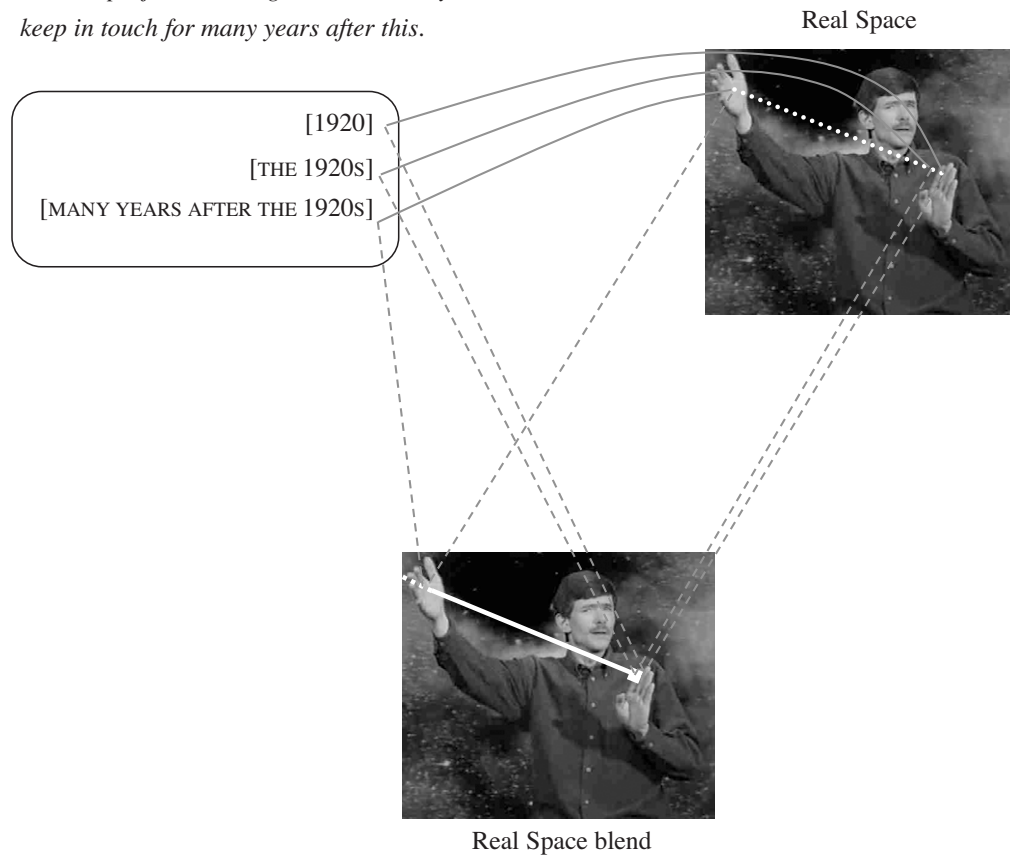 keep in touch for many years after this.
Real Space
[1920]
[THE 1920S]
[MANY YEARS AFTER THE 1920S]
Real Space blend